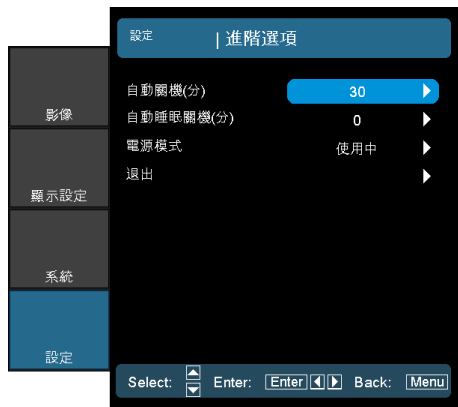 設定 | 進階選項
影像
顯示設定
系統
設定
自動關機(分) 30
自動睡眠關機(分) 0
電源模式 使用中
退出
Select: Enter: Enter Back: Menu